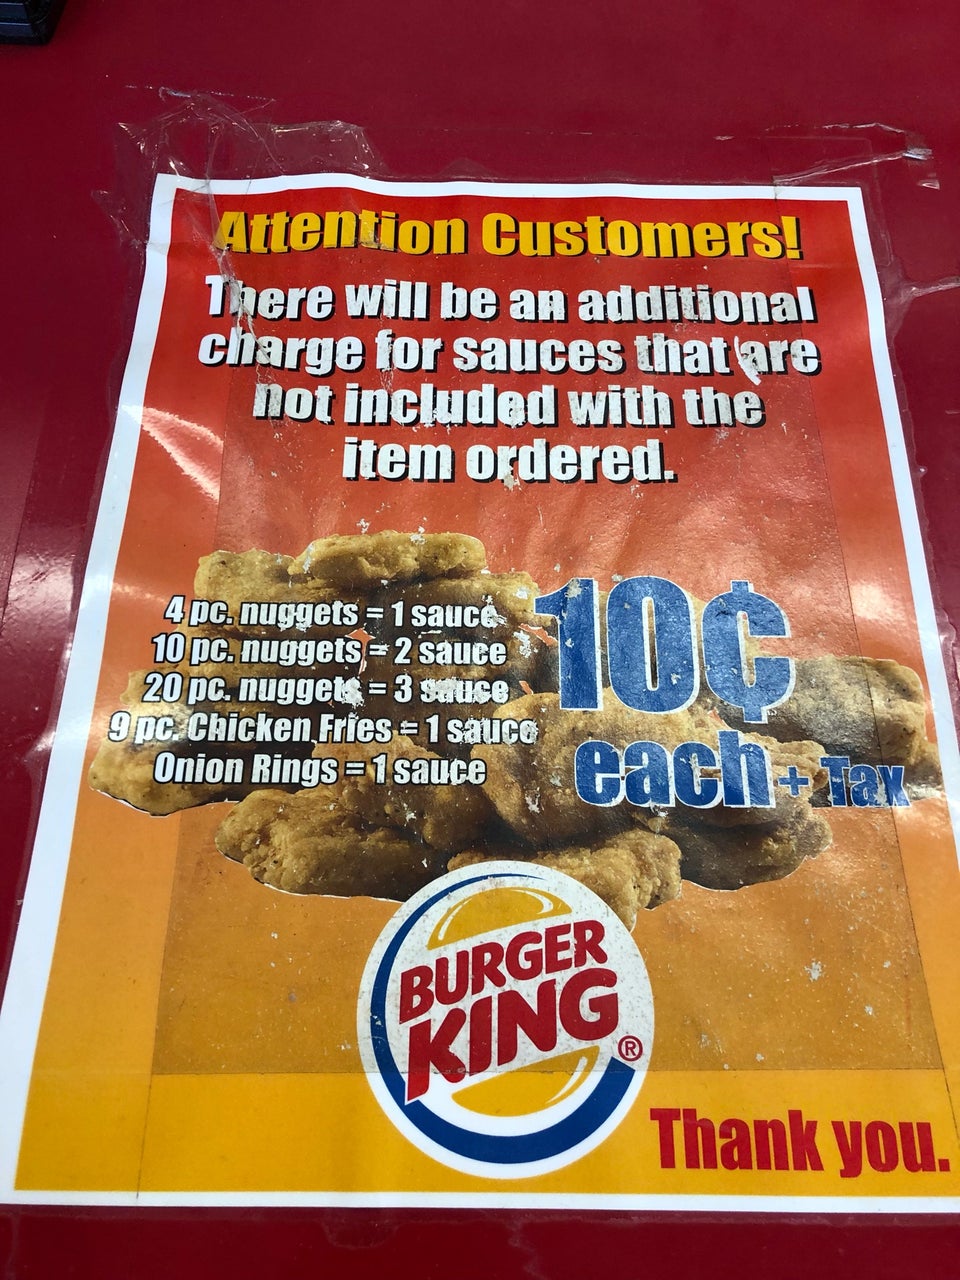 Attention Customers!
There will be an additional
charge for sauces that are
not included with the
item ordered.
4 pc. nuggets = 1 sauce
10 pc. nuggets = 2 sauce
20 pc. nuggets = 3 sauce
9 pc. Chicken Fries = 1 sauce
Onion Rings = 1 sauce
10¢
each + Tax
BURGER
KING®
Thank you.